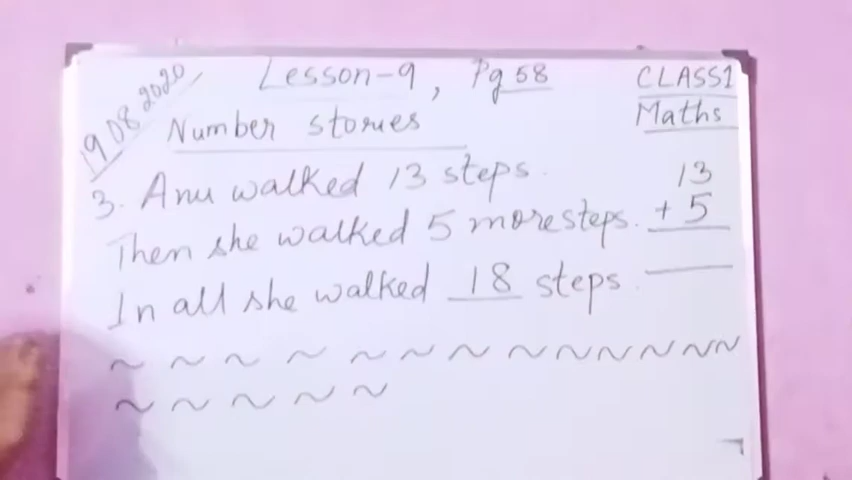 19 08 2020
Lesson-9, Pg 58
CLASS1
Maths
Number stories
3. Anu walked 13 steps.
Then she walked 5 more steps.
In all she walked 18 steps.
13
+ 5